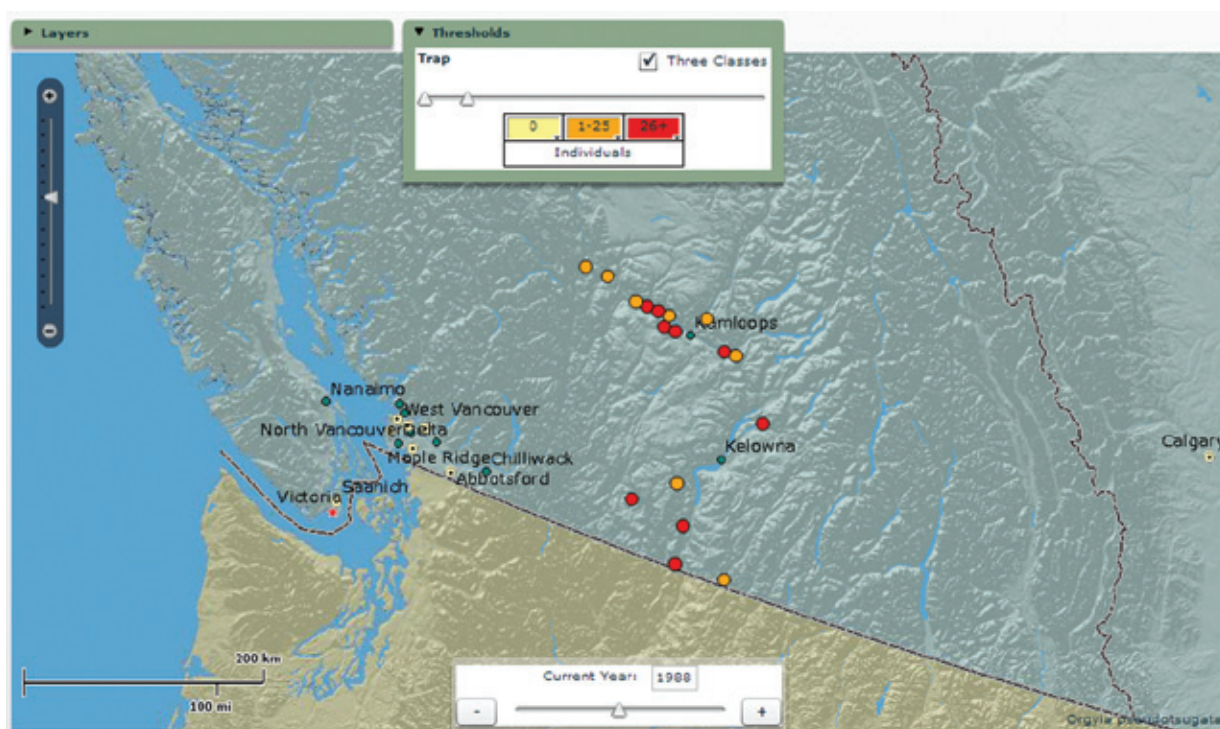 Layers
Thresholds
Trap
Three Classes
0 1-25 26+
Individuals
Kamloops
Nanaimo
West Vancouver
North Vancouver Delta
Kelowna
Calgary
Maple Ridge Chilliwack
Abbotsford
Saanich
Victoria
200 km
100 mi
Current Year: 1988
- +
Orgyia pseudotsugata